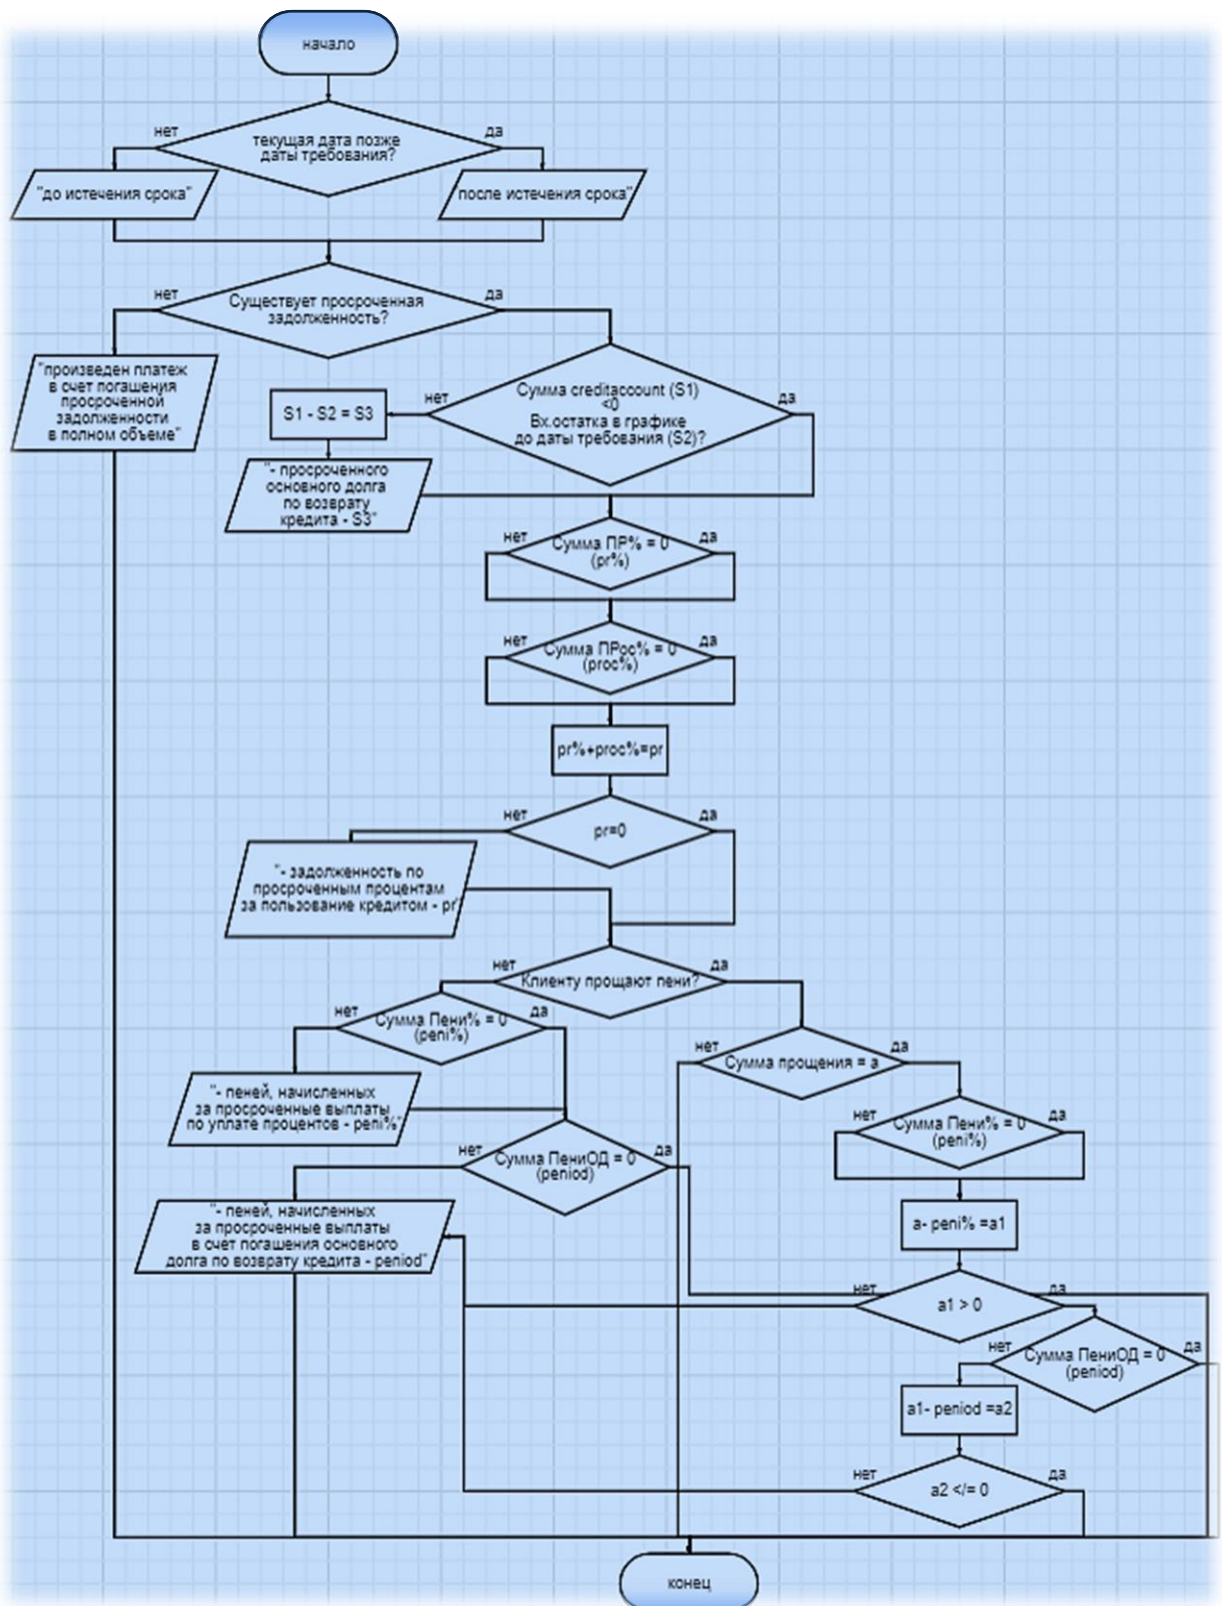 начало
нет
да
текущая дата позже
даты требования?
"до истечения срока"
после истечения срока"
нет
да
Существует просроченная
задолженность?
"произведен платеж
в счет погашения
просроченной
задолженности
в полном объеме"
нет
да
Сумма creditaccount (S1)
<0
Вх.остатка в графике
до даты требования (S2)?
S1 - S2 = S3
"- просроченного
основного долга
по возврату
кредита - S3"
нет
да
Сумма ПР% = 0
(pr%)
нет
да
Сумма ПРос% = 0
(proc%)
pr%+proc%=pr
нет
да
pr=0
"- задолженность по
просроченным процентам
за пользование кредитом - pr"
нет
да
Клиенту прощают пени?
нет
да
Сумма Пени% = 0
(peni%)
нет
да
Сумма прощения = а
"- пеней, начисленных
за просроченные выплаты
по уплате процентов - peni%"
нет
да
Сумма Пени% = 0
(peni%)
нет
да
Сумма ПениОД = 0
(peniod)
"- пеней, начисленных
за просроченные выплаты
в счет погашения основного
долга по возврату кредита - peniod"
a- peni% =a1
нет
да
a1 > 0
нет
да
Сумма ПениОД = 0
(peniod)
a1- peniod =a2
нет
да
a2 </= 0
конец